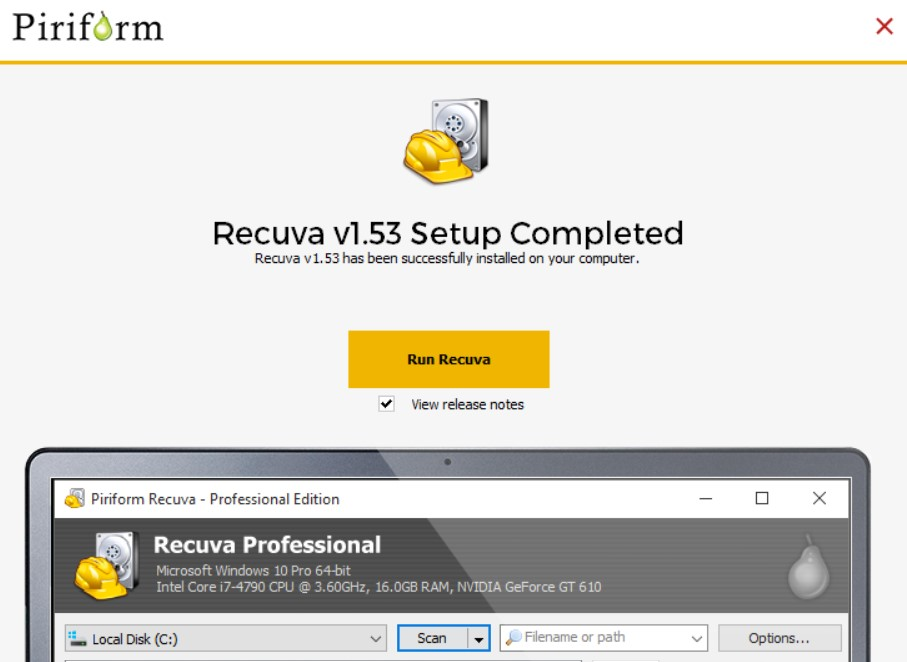 Piriform
Recuva v1.53 Setup Completed
Recuva v1.53 has been successfully installed on your computer.
Run Recuva
View release notes
Piriform Recuva - Professional Edition
Recuva Professional
Microsoft Windows 10 Pro 64-bit
Intel Core i7-4790 CPU @ 3.60GHz, 16.0GB RAM, NVIDIA GeForce GT 610
Local Disk (C:) Scan Filename or path Options...